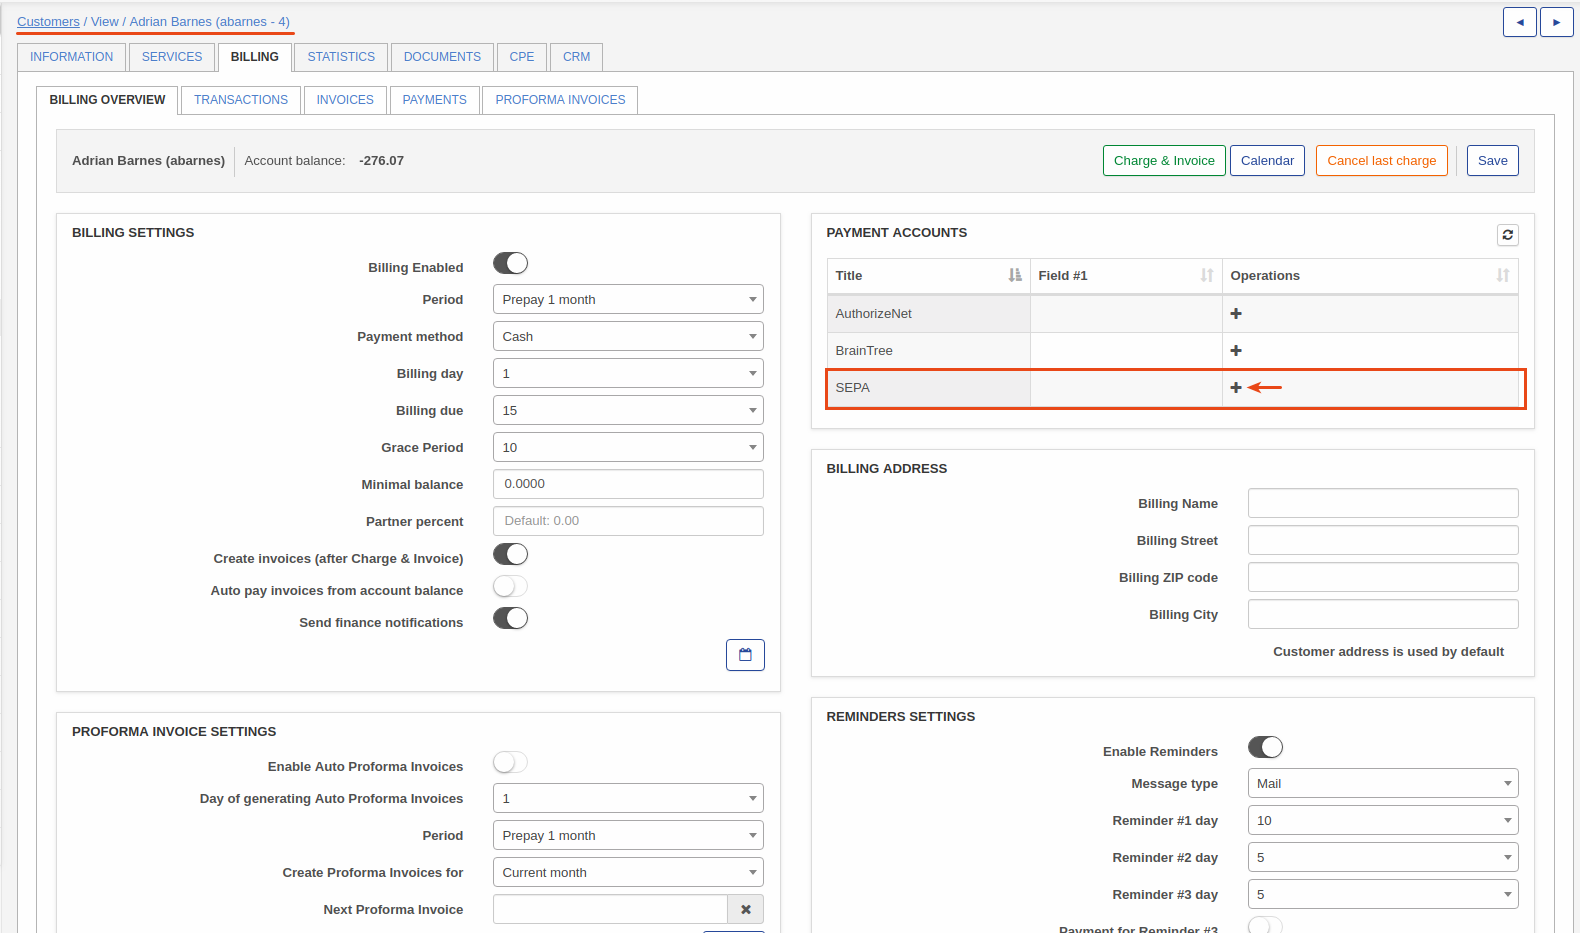 Customers / View / Adrian Barnes (abarnes - 4)
INFORMATION SERVICES BILLING STATISTICS DOCUMENTS CPE CRM
BILLING OVERVIEW TRANSACTIONS INVOICES PAYMENTS PROFORMA INVOICES
Adrian Barnes (abarnes) Account balance: -276.07 Charge & Invoice Calendar Cancel last charge Save
BILLING SETTINGS
Billing Enabled
Period Prepay 1 month
Payment method Cash
Billing day 1
Billing due 15
Grace Period 10
Minimal balance 0.0000
Partner percent Default: 0.00
Create invoices (after Charge & Invoice)
Auto pay invoices from account balance
Send finance notifications
PROFORMA INVOICE SETTINGS
Enable Auto Proforma Invoices
Day of generating Auto Proforma Invoices 1
Period Prepay 1 month
Create Proforma Invoices for Current month
Next Proforma Invoice
PAYMENT ACCOUNTS
Title Field #1 Operations
AuthorizeNet
BrainTree
SEPA
BILLING ADDRESS
Billing Name
Billing Street
Billing ZIP code
Billing City
Customer address is used by default
REMINDERS SETTINGS
Enable Reminders
Message type Mail
Reminder #1 day 10
Reminder #2 day 5
Reminder #3 day 5
Payment for Reminder #3